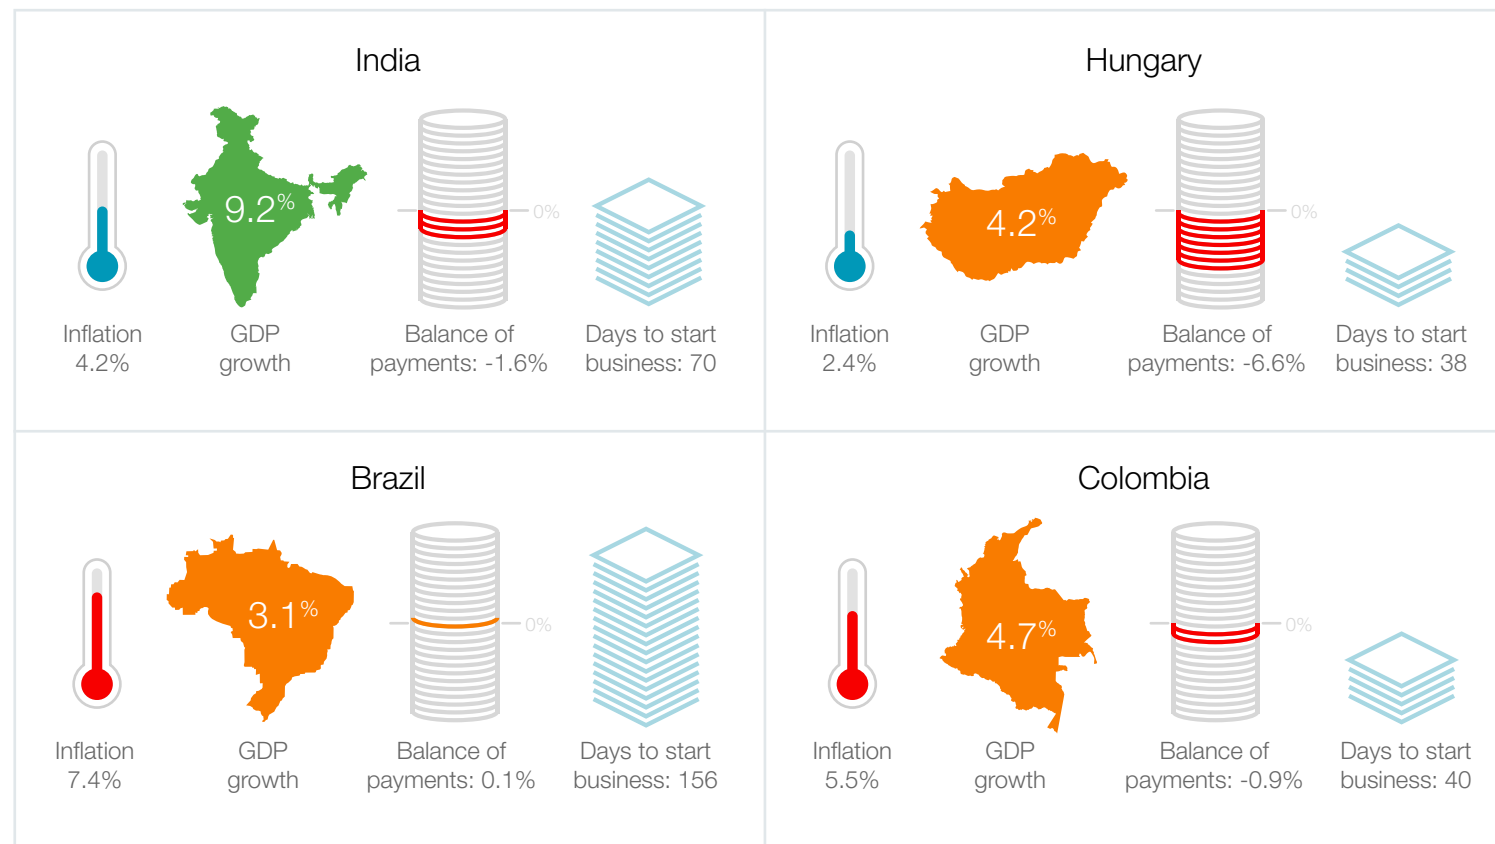 India
9.2%
0%
Inflation
4.2%
GDP
growth
Balance of
payments: -1.6%
Days to start
business: 70
Hungary
4.2%
0%
Inflation
2.4%
GDP
growth
Balance of
payments: -6.6%
Days to start
business: 38
Brazil
3.1%
0%
Inflation
7.4%
GDP
growth
Balance of
payments: 0.1%
Days to start
business: 156
Colombia
4.7%
0%
Inflation
5.5%
GDP
growth
Balance of
payments: -0.9%
Days to start
business: 40